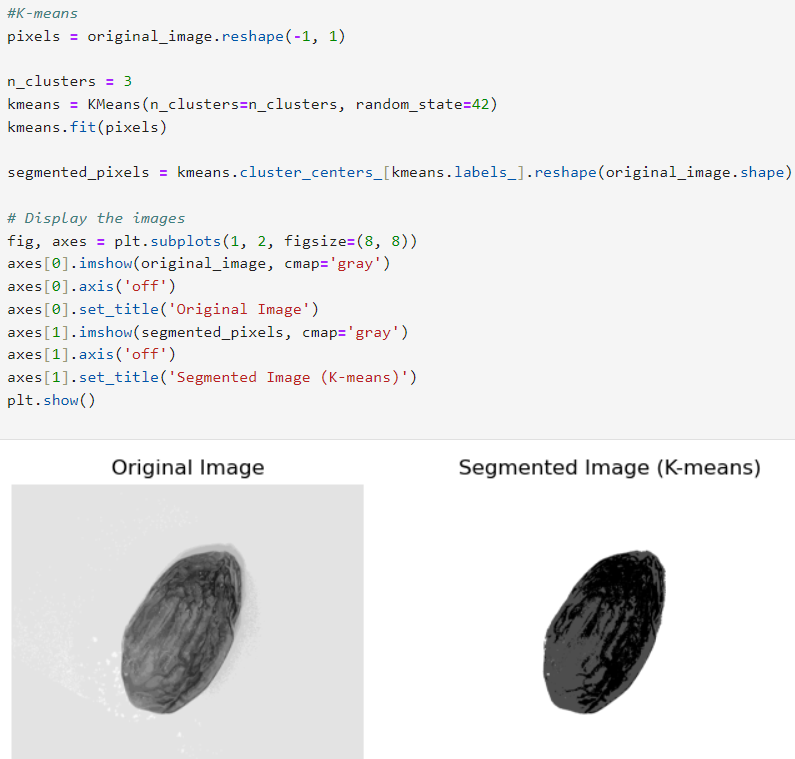 #K-means
pixels = original_image.reshape(-1, 1)
n_clusters = 3
kmeans = KMeans(n_clusters=n_clusters, random_state=42)
kmeans.fit(pixels)
segmented_pixels = kmeans.cluster_centers_[kmeans.labels_].reshape(original_image.shape)
# Display the images
fig, axes = plt.subplots(1, 2, figsize=(8, 8))
axes[0].imshow(original_image, cmap='gray')
axes[0].axis('off')
axes[0].set_title('Original Image')
axes[1].imshow(segmented_pixels, cmap='gray')
axes[1].axis('off')
axes[1].set_title('Segmented Image (K-means)')
plt.show()
Original Image
Segmented Image (K-means)